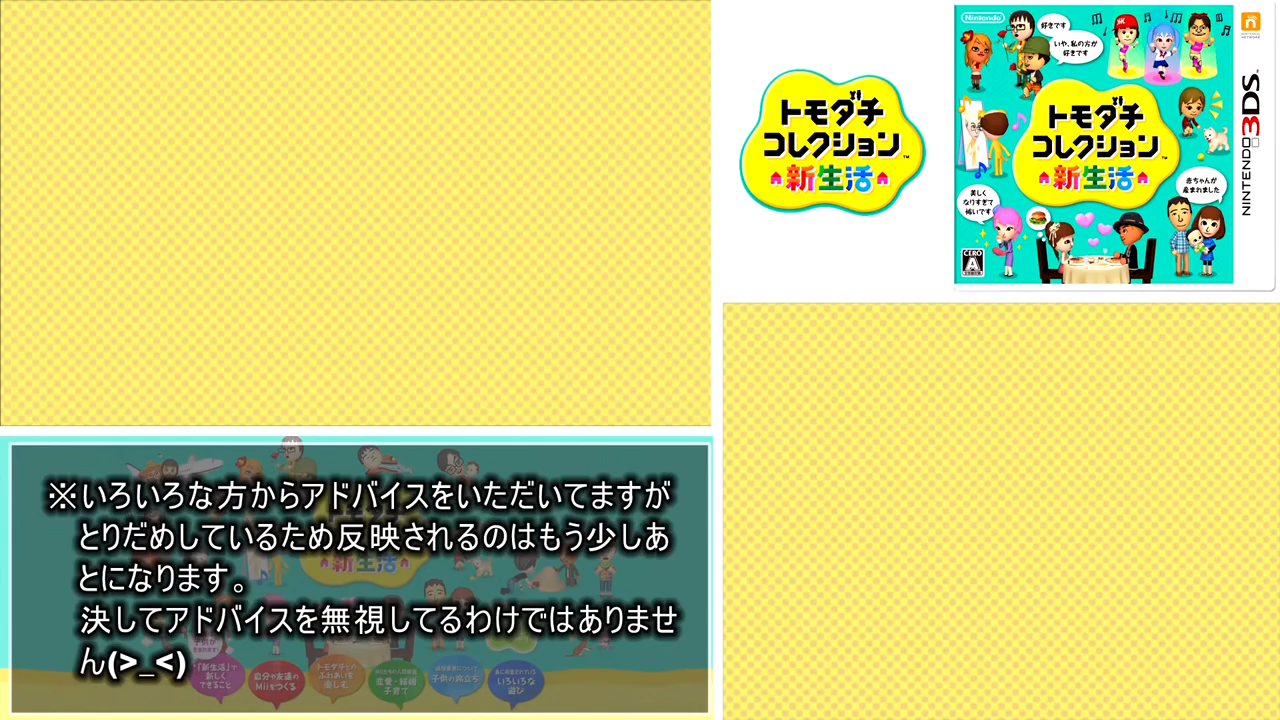 トモダチ
コレクション
新生活
Nintendo
好きです
いや、私の方が
好きです
トモダチ
コレクション
新生活
赤ちゃんが
産まれました
美しく
なりすぎて
怖いです
CERO
A
NINTENDO 3DS
※いろいろな方からアドバイスをいただいてますが
とりだめしているため反映されるのはもう少しあ
とになります。
決してアドバイスを無視してるわけではありませ
ん(>_<)
新生活
「新生活」で
新しく
できること
自分や友達の
Miiをつくる
トモダチとの
ふれあいを
楽しむ
恋愛・結婚
子育て
子供の旅立ち
いろいろな
遊び